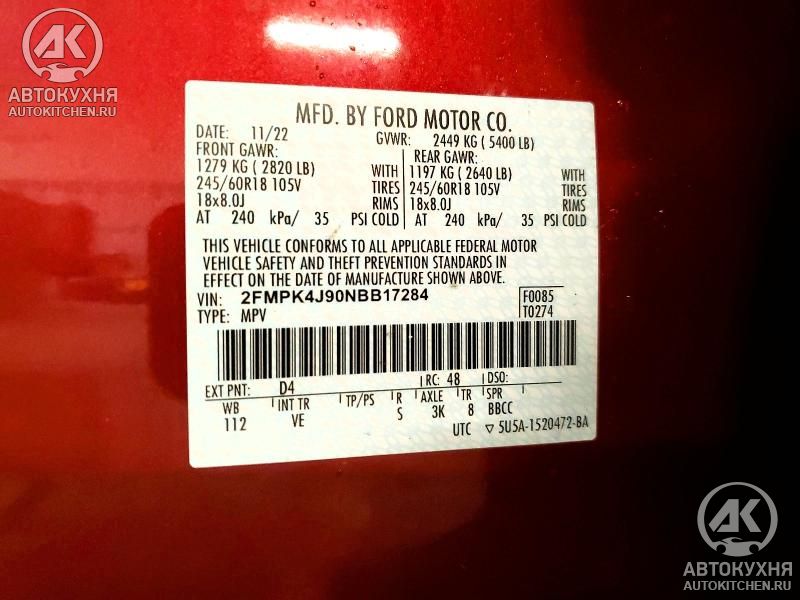 АК
АВТОКУХНЯ
AUTOKITCHEN.RU
MFD. BY FORD MOTOR CO.
DATE: 11/22 GVWR: 2449 KG ( 5400 LB)
FRONT GAWR: REAR GAWR:
1279 KG ( 2820 LB) WITH 1197 KG ( 2640 LB) WITH
245/60R18 105V TIRES 245/60R18 105V TIRES
18x8.0J RIMS 18x8.0J RIMS
AT 240 kPa/ 35 PSI COLD AT 240 kPa/ 35 PSI COLD
THIS VEHICLE CONFORMS TO ALL APPLICABLE FEDERAL MOTOR
VEHICLE SAFETY AND THEFT PREVENTION STANDARDS IN
EFFECT ON THE DATE OF MANUFACTURE SHOWN ABOVE.
VIN: 2FMPK4J90NBB17284 F0085
TYPE: MPV T0274
EXT PNT: D4 RC: 48 DSO:
WB INT TR TP/PS R AXLE TR SPR
112 VE S 3K 8 BBCC
UTC ▽ 5U5A-1520472-BA
АК
АВТОКУХНЯ
AUTOKITCHEN.RU